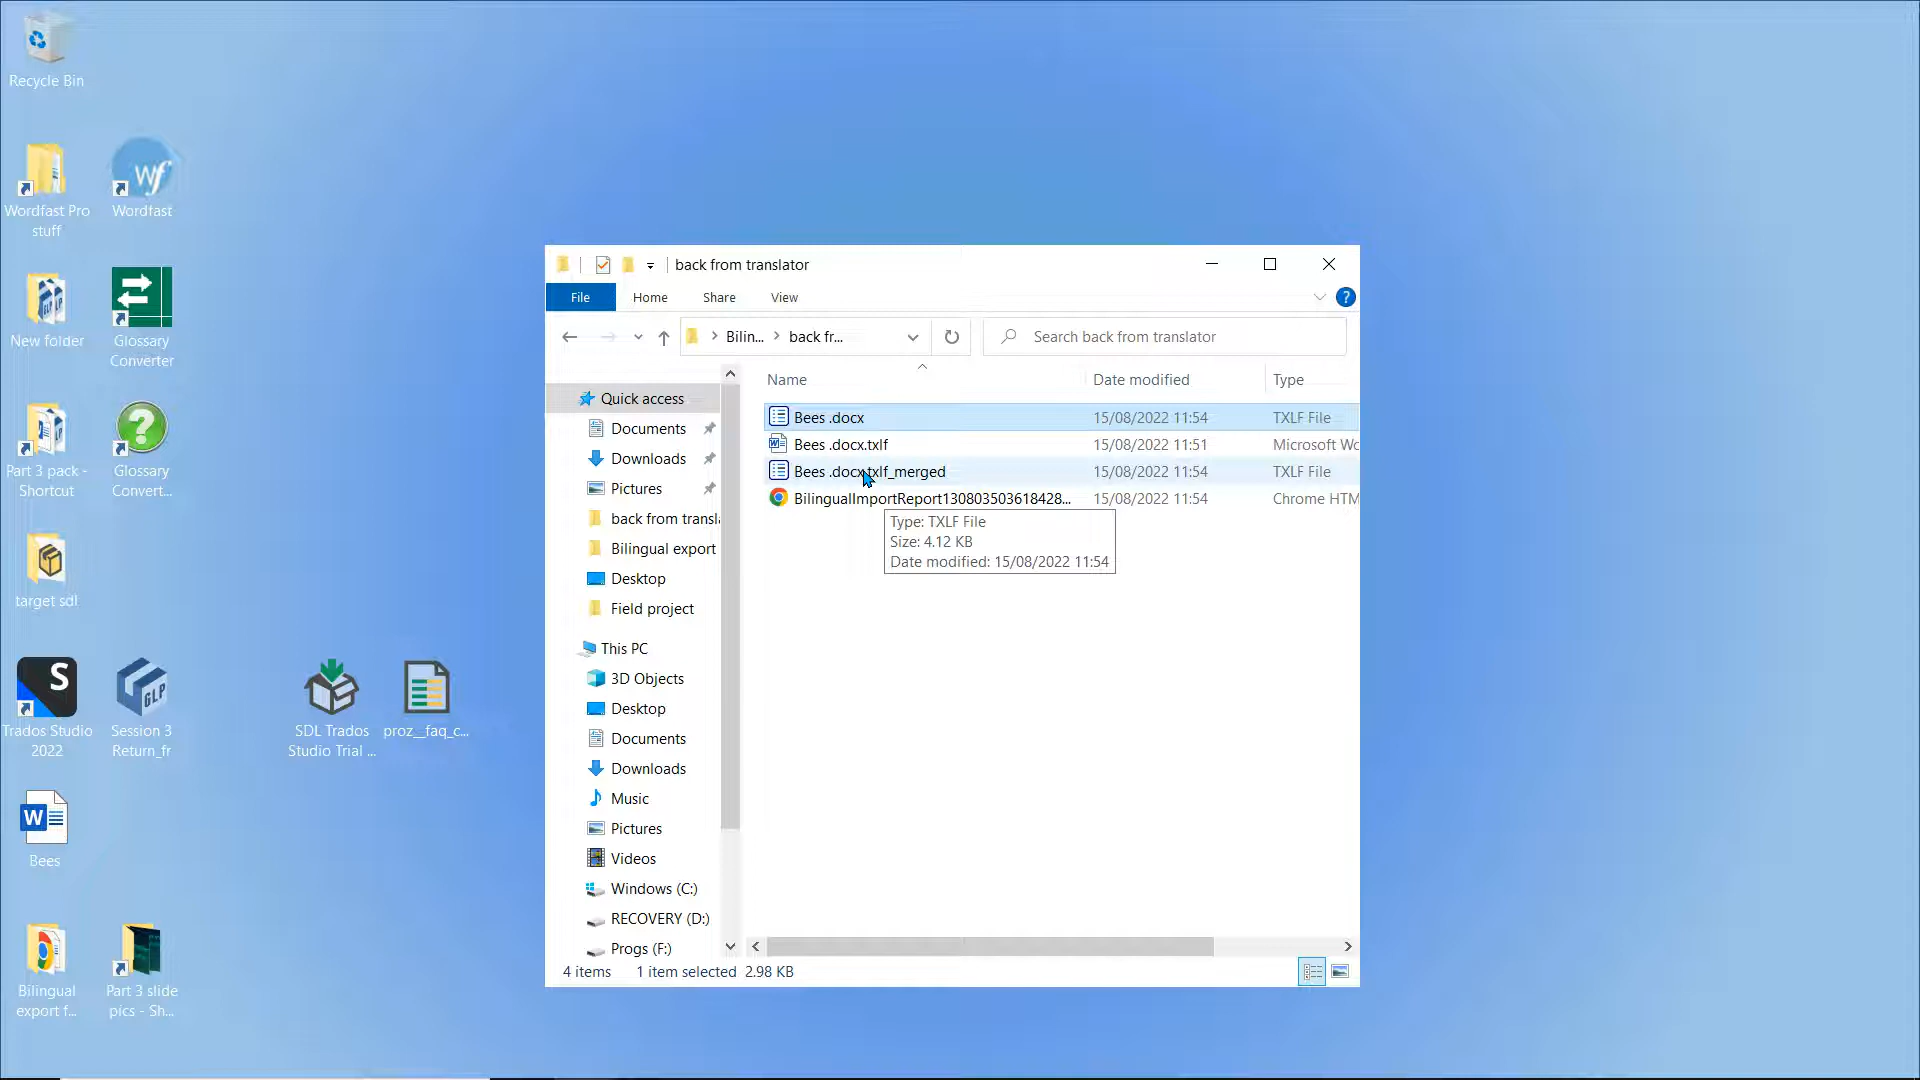 Recycle Bin
Wordfast Pro
stuff
Wordfast
wf
New folder
Glossary
Converter
Part 3 pack -
Shortcut
Glossary
Convert...
target sdl
S
Trados Studio
2022
GLP
Session 3
Return_fr
SDL Trados
Studio Trial ...
proz__faq_c...
W
Bees
Bilingual
export f...
Part 3 slide
pics - Sh...
back from translator
File
Home
Share
View
?
Bilin...
back fr...
Search back from translator
Name
Date modified
Type
Bees .docx
15/08/2022 11:54
TXLF File
Bees .docx.txlf
15/08/2022 11:51
Microsoft Wo
Bees .docx.txlf_merged
15/08/2022 11:54
TXLF File
BilingualImportReport130803503618428...
15/08/2022 11:54
Chrome HTM
Type: TXLF File
Size: 4.12 KB
Date modified: 15/08/2022 11:54
Quick access
Documents
Downloads
Pictures
back from transla
Bilingual export
Desktop
Field project
This PC
3D Objects
Desktop
Documents
Downloads
Music
Pictures
Videos
Windows (C:)
RECOVERY (D:)
Progs (F:)
4 items
1 item selected 2.98 KB